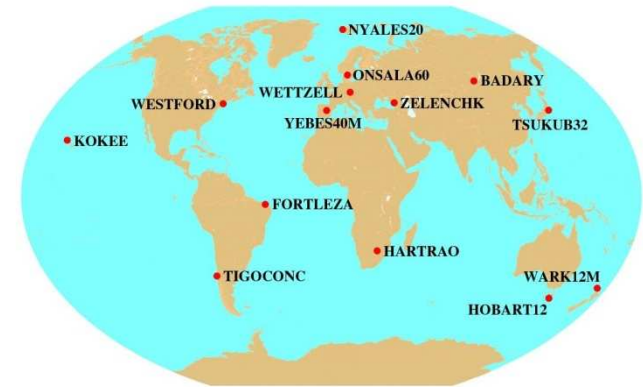 NYALES20
ONSALA60
BADARY
WETTZELL
ZELENCHK
WESTFORD
YEBES40M
TSUKUB32
KOKEE
FORTLEZA
HARTRAO
TIGOCONC
WARK12M
HOBART12